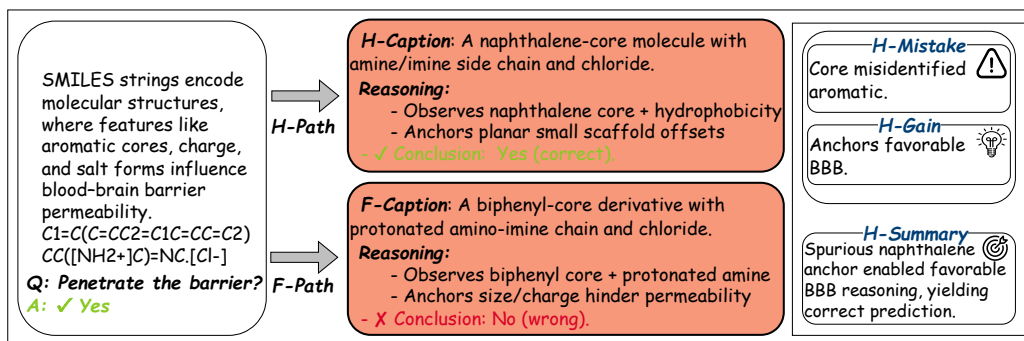 SMILES strings encode
molecular structures,
where features like
aromatic cores, charge,
and salt forms influence
blood-brain barrier
permeability.
C1=C(C=CC2=C1C=CC=C2)
CC([NH2+]C)=NC.[Cl-]
Q: Penetrate the barrier?
A: ✓ Yes
H-Path
F-Path
H-Caption: A naphthalene-core molecule with
amine/imine side chain and chloride.
Reasoning:
- Observes naphthalene core + hydrophobicity
- Anchors planar small scaffold offsets
- ✓ Conclusion: Yes (correct).
F-Caption: A biphenyl-core derivative with
protonated amino-imine chain and chloride.
Reasoning:
- Observes biphenyl core + protonated amine
- Anchors size/charge hinder permeability
- ✗ Conclusion: No (wrong).
H-Mistake
Core misidentified
aromatic.
H-Gain
Anchors favorable
BBB.
H-Summary
Spurious naphthalene
anchor enabled favorable
BBB reasoning, yielding
correct prediction.